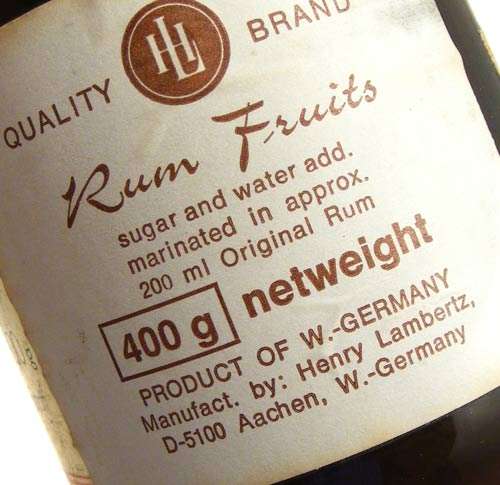 QUALITY HL BRAND
Rum Fruits
sugar and water add.
marinated in approx.
200 ml Original Rum
400 g netweight
PRODUCT OF W.-GERMANY
Manufact. by: Henry Lambertz,
D-5100 Aachen, W.-Germany